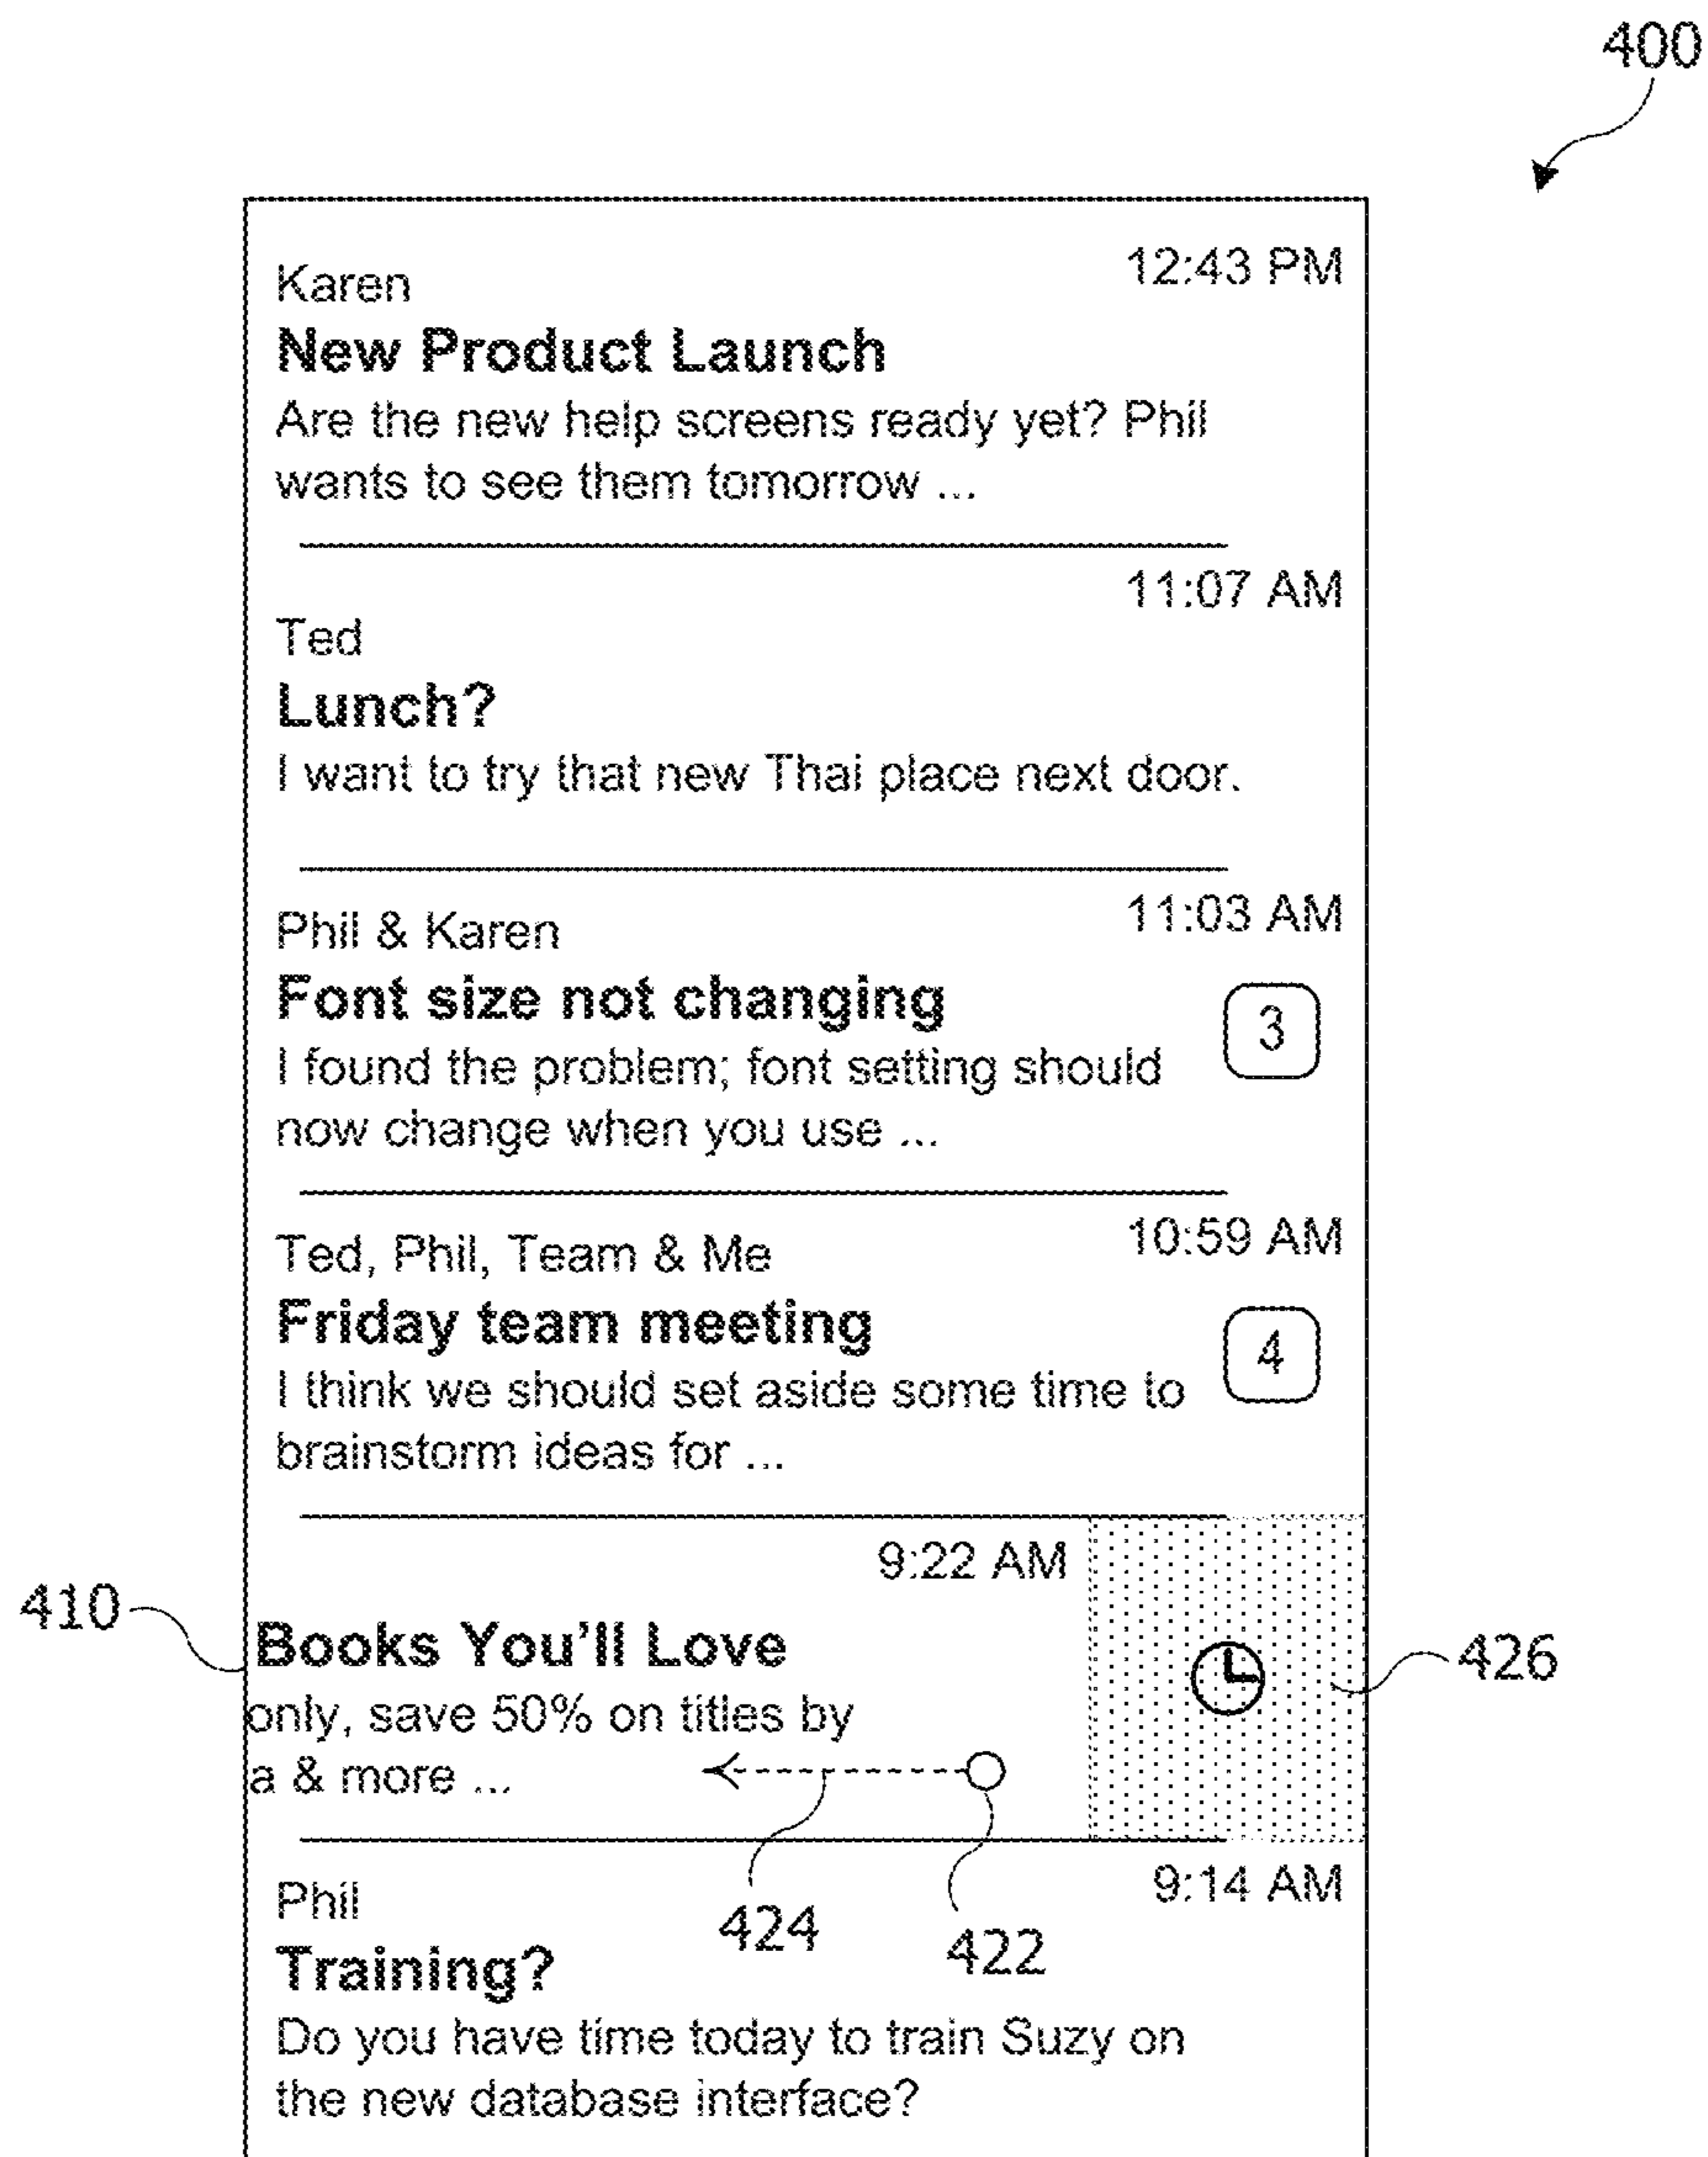 400
Karen
12:43 PM
New Product Launch
Are the new help screens ready yet? Phil
wants to see them tomorrow ...
11:07 AM
Ted
Lunch?
I want to try that new Thai place next door.
Phil & Karen
11:03 AM
Font size not changing
3
I found the problem; font setting should
now change when you use ...
Ted, Phil, Team & Me
10:59 AM
Friday team meeting
4
I think we should set aside some time to
brainstorm ideas for ...
9:22 AM
410
Books You'll Love
426
only, save 50% on titles by
a & more ...
Phil
9:14 AM
424
422
Training?
Do you have time today to train Suzy on
the new database interface?